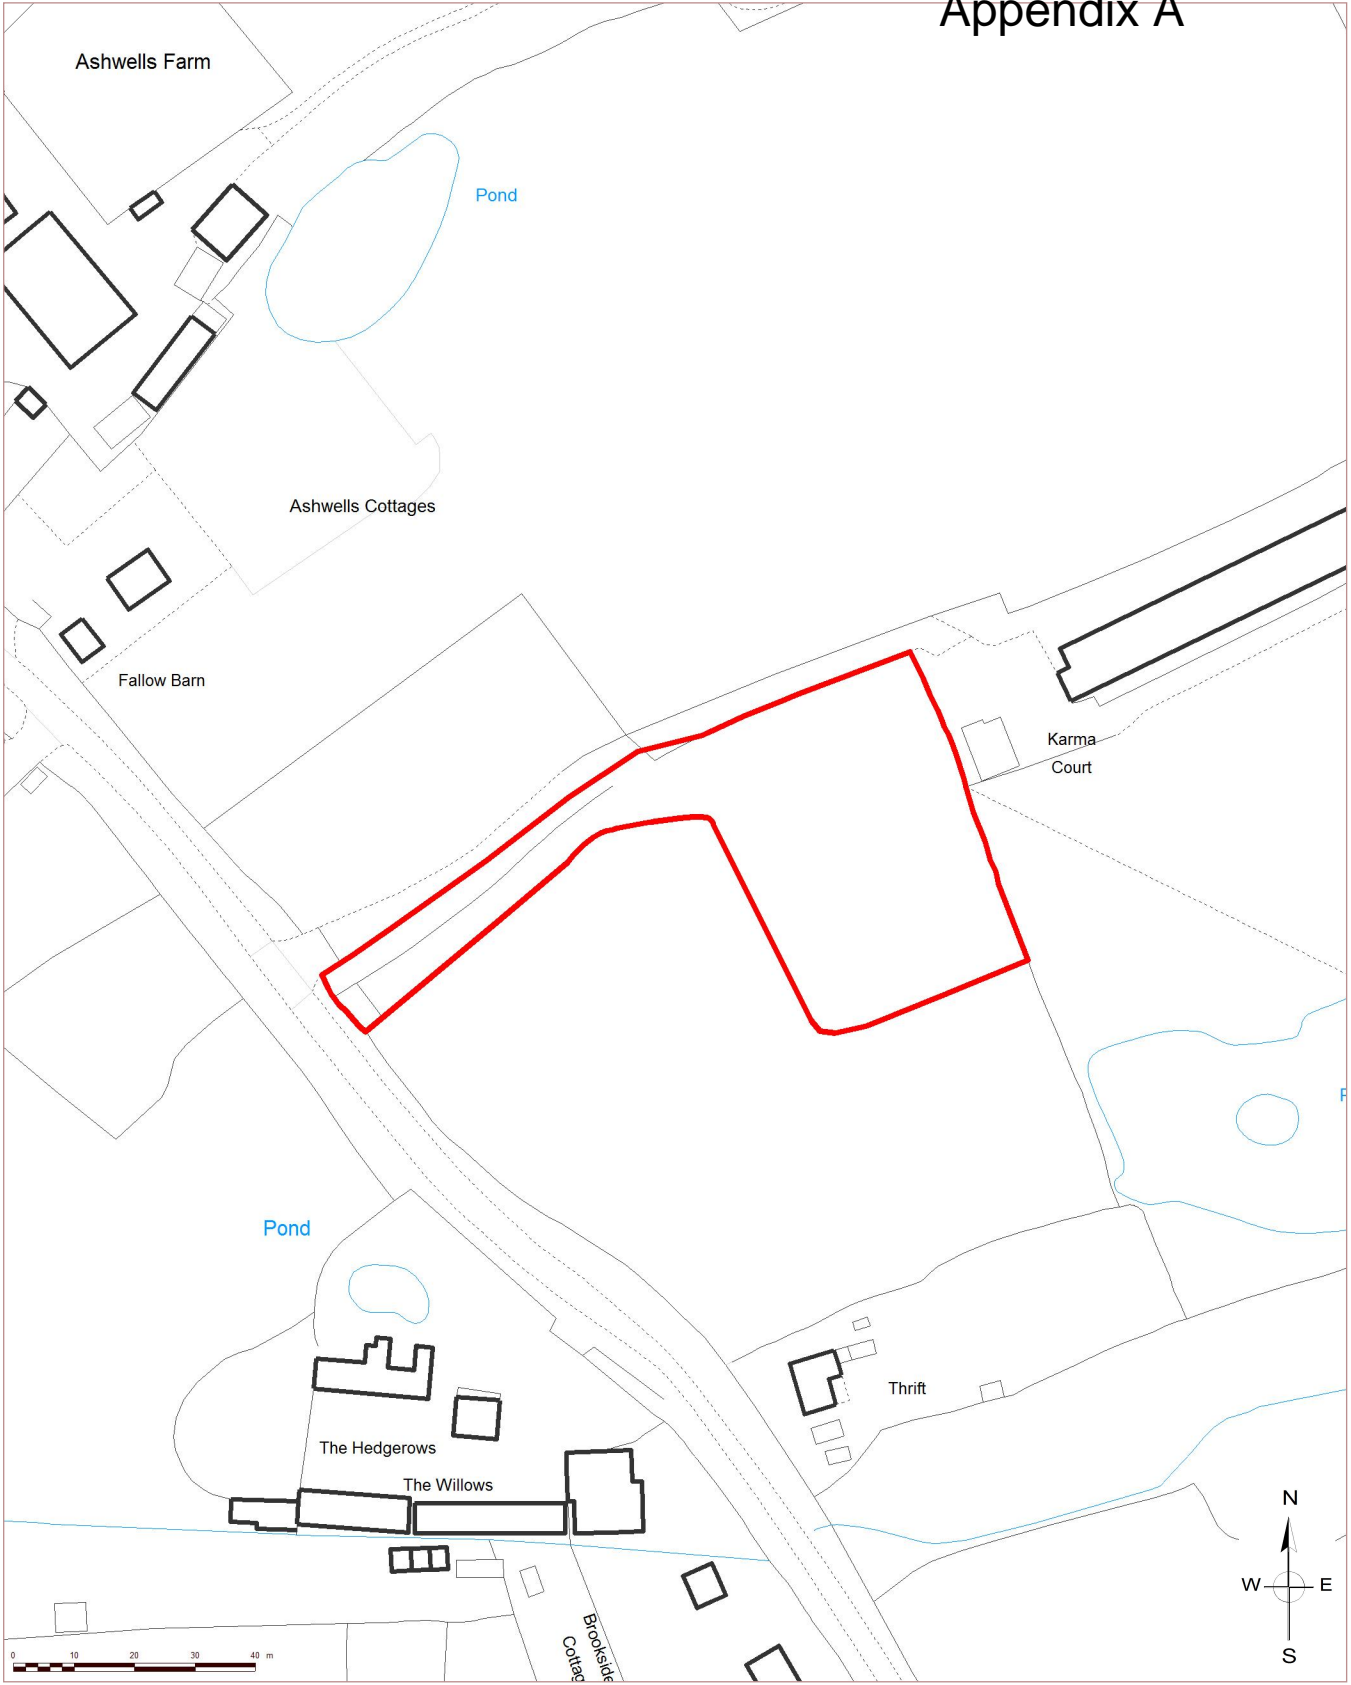 Appendix A
Ashwells Farm
Pond
Ashwells Cottages
Fallow Barn
Karma
Court
Pond
Thrift
The Hedgerows
The Willows
Brookside
Cottag
N
W E
S
0 10 20 30 40 m